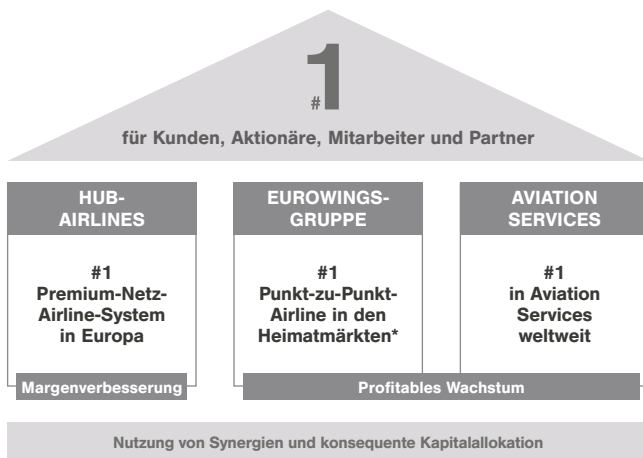 #1
für Kunden, Aktionäre, Mitarbeiter und Partner
HUB-
AIRLINES
#1
Premium-Netz-
Airline-System
in Europa
Margenverbesserung
EUROWINGS-
GRUPPE
#1
Punkt-zu-Punkt-
Airline in den
Heimatmärkten*
AVIATION
SERVICES
#1
in Aviation
Services
weltweit
Profitables Wachstum
Nutzung von Synergien und konsequente Kapitalallokation